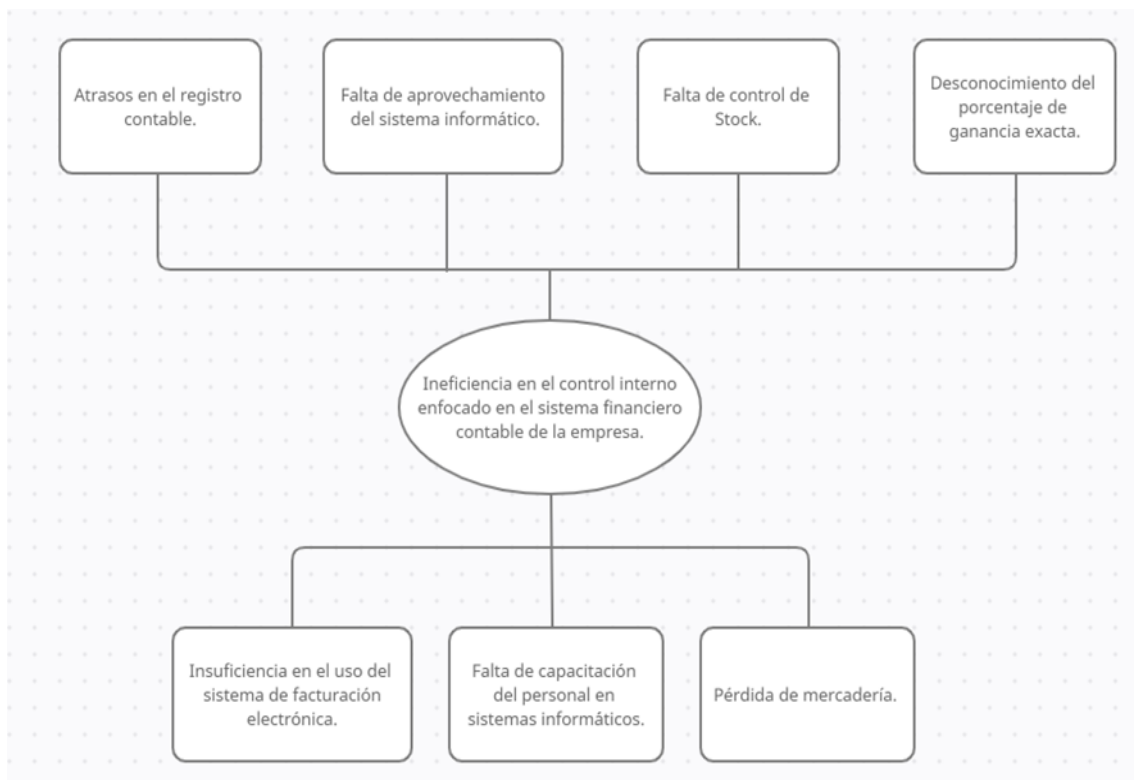 Atrasos en el registro
contable.
Falta de aprovechamiento
del sistema informático.
Falta de control de
Stock.
Desconocimiento del
porcentaje de
ganancia exacta.
Ineficiencia en el control interno
enfocado en el sistema financiero
contable de la empresa.
Insuficiencia en el uso del
sistema de facturación
electrónica.
Falta de capacitación
del personal en
sistemas informáticos.
Pérdida de mercadería.